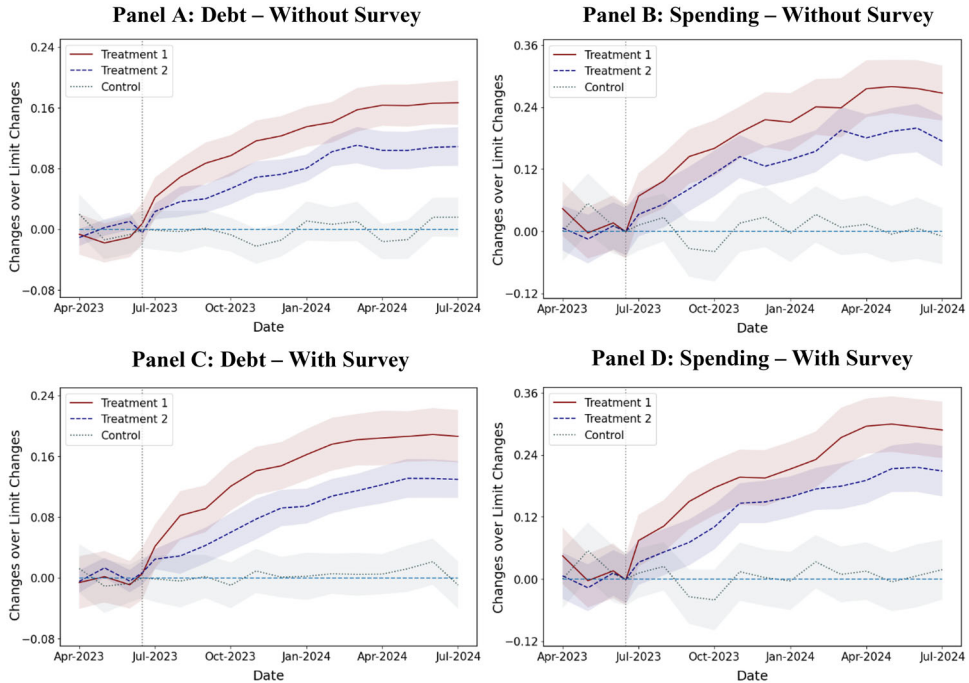 Panel A: Debt – Without Survey
0.24
0.16
0.08
0.00
−0.08
Changes over Limit Changes
Treatment 1
Treatment 2
Control
Apr-2023 Jul-2023 Oct-2023 Jan-2024 Apr-2024 Jul-2024
Date
Panel B: Spending – Without Survey
0.36
0.24
0.12
0.00
−0.12
Changes over Limit Changes
Treatment 1
Treatment 2
Control
Apr-2023 Jul-2023 Oct-2023 Jan-2024 Apr-2024 Jul-2024
Date
Panel C: Debt – With Survey
0.24
0.16
0.08
0.00
−0.08
Changes over Limit Changes
Treatment 1
Treatment 2
Control
Apr-2023 Jul-2023 Oct-2023 Jan-2024 Apr-2024 Jul-2024
Date
Panel D: Spending – With Survey
0.36
0.24
0.12
0.00
−0.12
Changes over Limit Changes
Treatment 1
Treatment 2
Control
Apr-2023 Jul-2023 Oct-2023 Jan-2024 Apr-2024 Jul-2024
Date